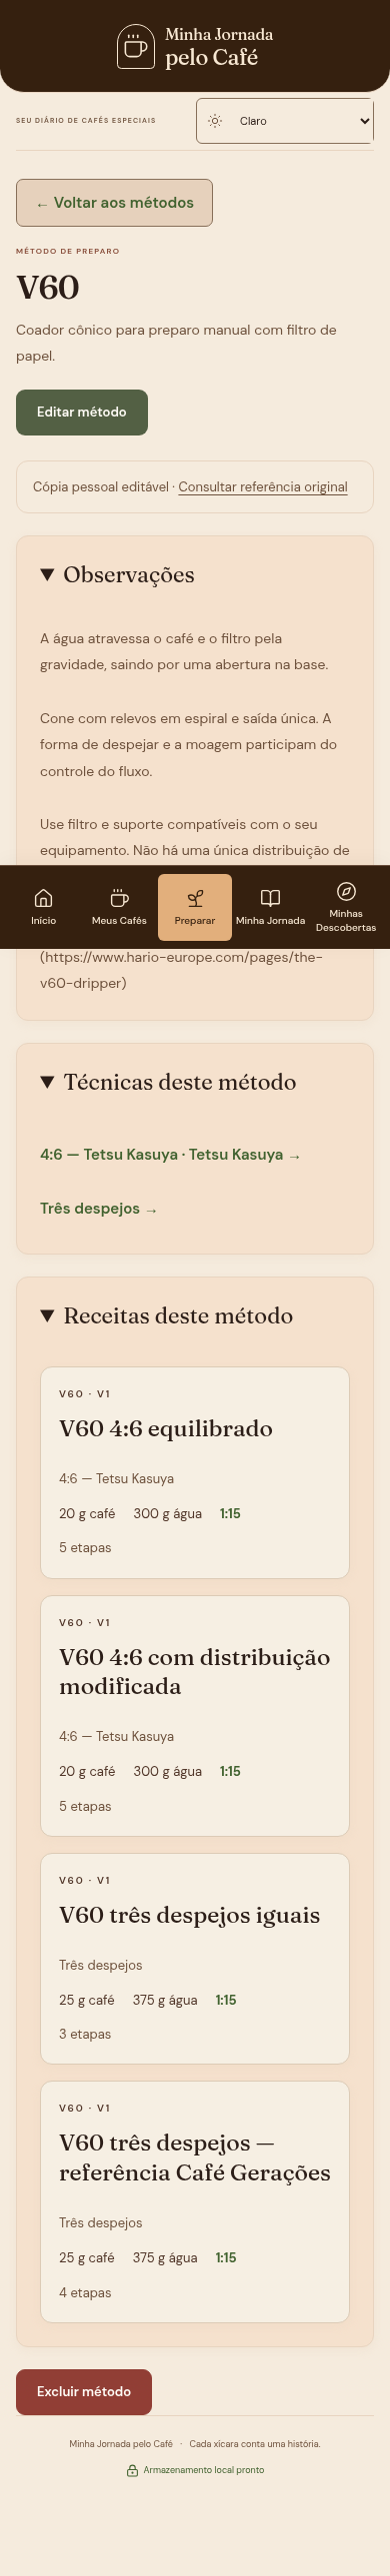 Minha Jornada
pelo Café
SEU DIÁRIO DE CAFÉS ESPECIAIS
Claro
← Voltar aos métodos
MÉTODO DE PREPARO
V60
Coador cônico para preparo manual com filtro de
papel.
Editar método
Cópia pessoal editável · Consultar referência original
▼ Observações
A água atravessa o café e o filtro pela
gravidade, saindo por uma abertura na base.
Cone com relevos em espiral e saída única. A
forma de despejar e a moagem participam do
controle do fluxo.
Use filtro e suporte compatíveis com o seu
equipamento. Não há uma única distribuição de
Início
Meus Cafés
Preparar
Minha Jornada
Minhas
Descobertas
(https://www.hario-europe.com/pages/the-
v60-dripper)
▼ Técnicas deste método
4:6 — Tetsu Kasuya · Tetsu Kasuya →
Três despejos →
▼ Receitas deste método
V60 · V1
V60 4:6 equilibrado
4:6 — Tetsu Kasuya
20 g café 300 g água 1:15
5 etapas
V60 · V1
V60 4:6 com distribuição
modificada
4:6 — Tetsu Kasuya
20 g café 300 g água 1:15
5 etapas
V60 · V1
V60 três despejos iguais
Três despejos
25 g café 375 g água 1:15
3 etapas
V60 · V1
V60 três despejos —
referência Café Gerações
Três despejos
25 g café 375 g água 1:15
4 etapas
Excluir método
Minha Jornada pelo Café · Cada xícara conta uma história.
Armazenamento local pronto